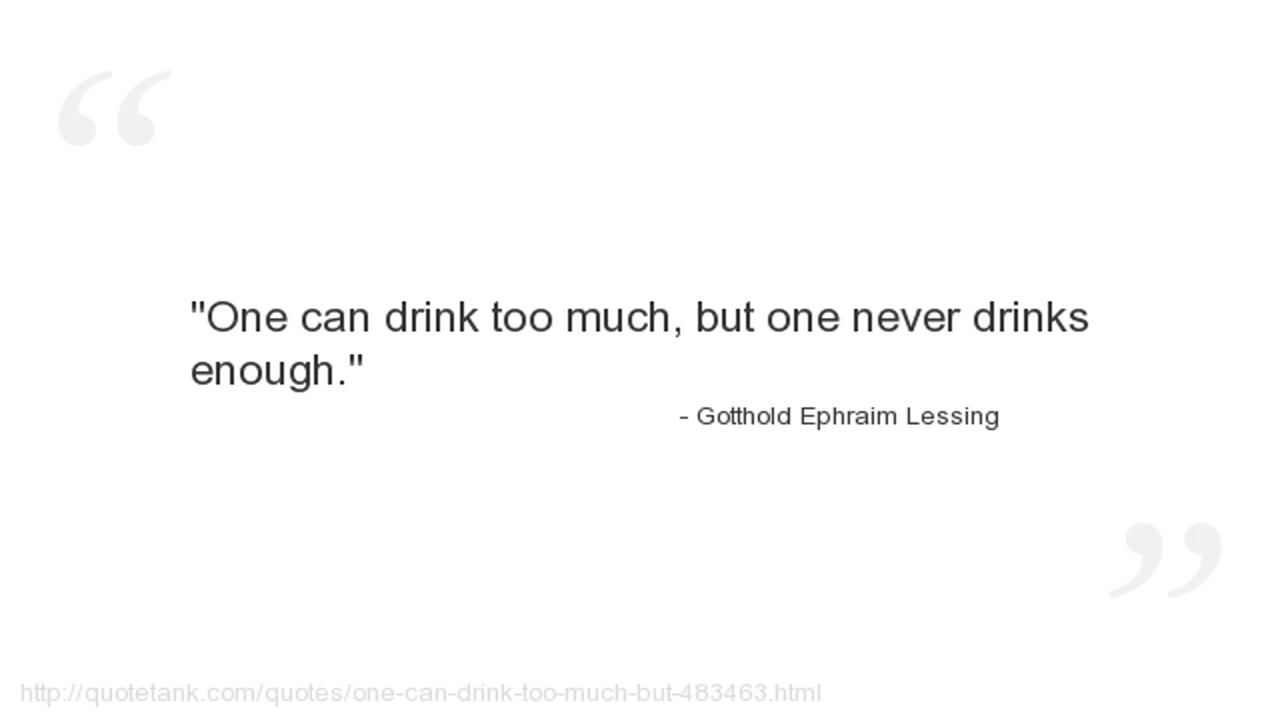 "One can drink too much, but one never drinks
enough."
- Gotthold Ephraim Lessing
http://quotetank.com/quotes/one-can-drink-too-much-but-483463.html